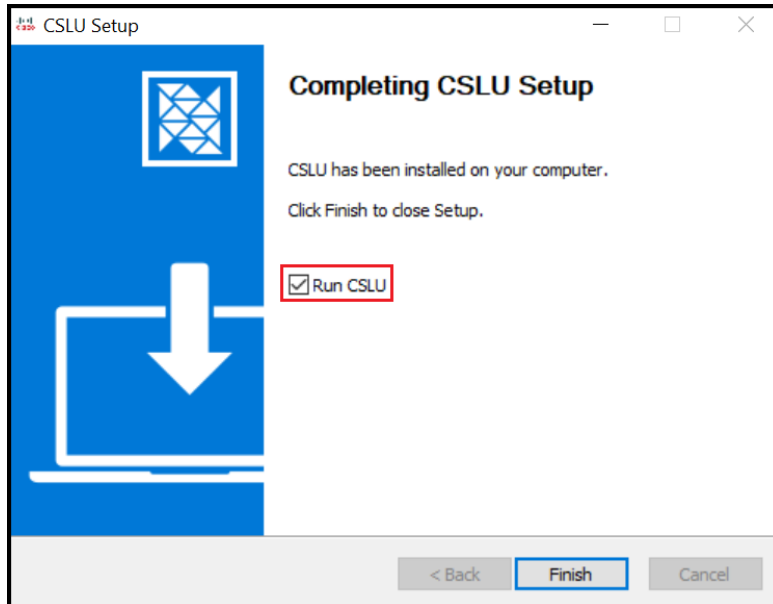 CSLU Setup
Completing CSLU Setup
CSLU has been installed on your computer.
Click Finish to close Setup.
Run CSLU
< Back
Finish
Cancel